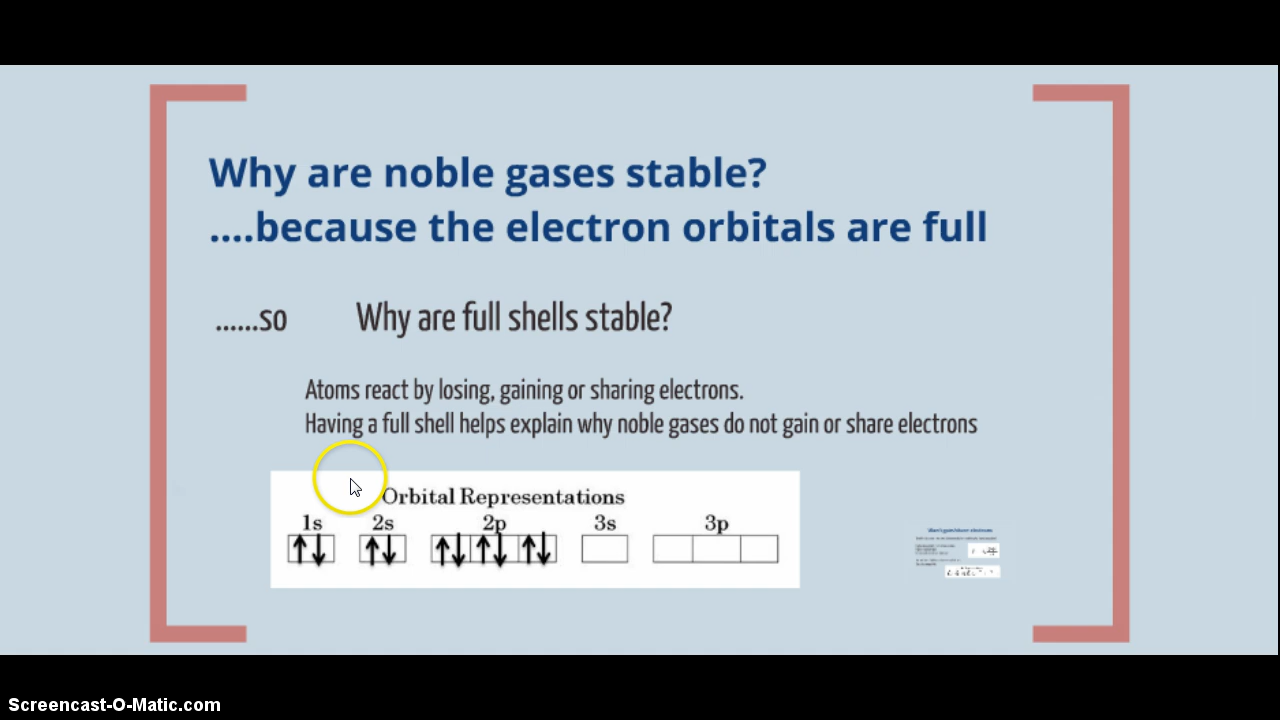 Why are noble gases stable?
....because the electron orbitals are full
......so Why are full shells stable?
Atoms react by losing, gaining or sharing electrons.
Having a full shell helps explain why noble gases do not gain or share electrons
Orbital Representations
1s 2s 2p 3s 3p
Screencast-O-Matic.com